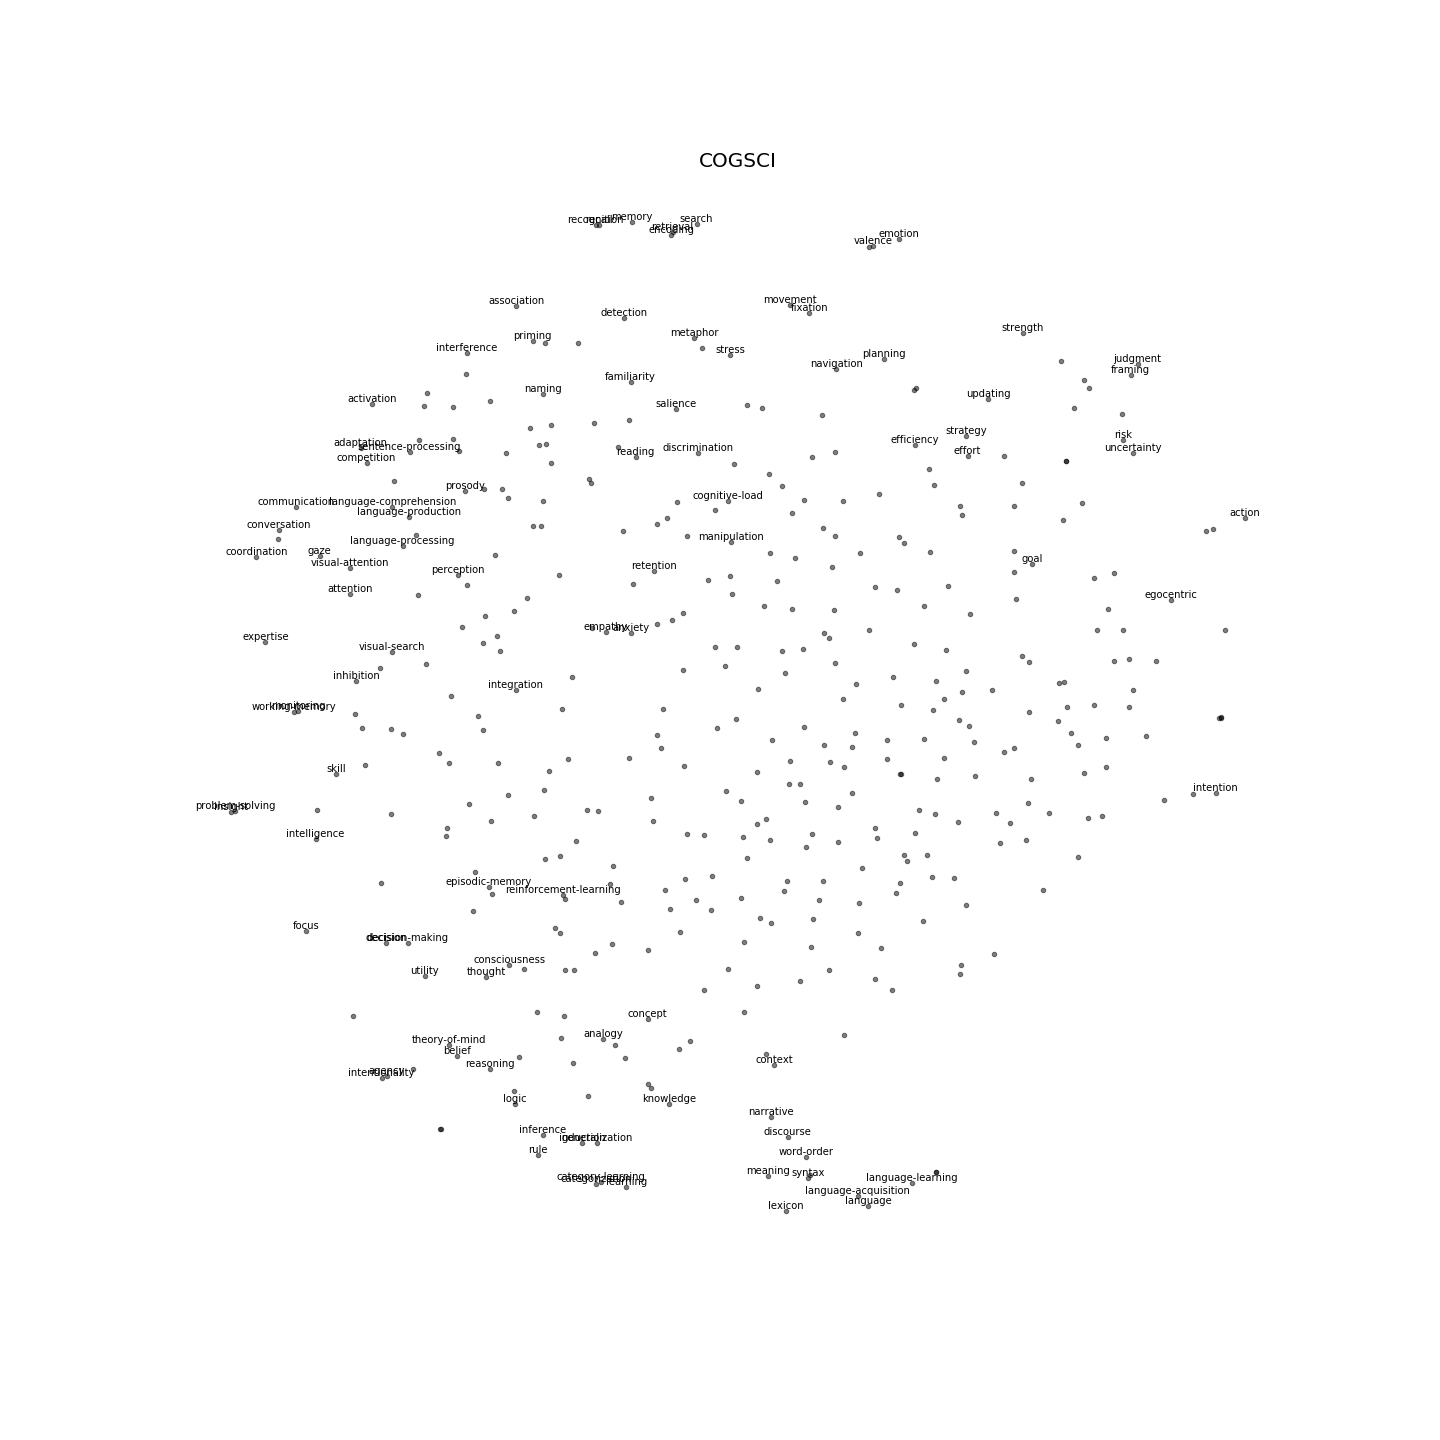 COGSCI
recognition
memory
search
retrieval
encoding
emotion
valence
association
movement
fixation
detection
strength
priming
metaphor
interference
stress
planning
judgment
navigation
framing
familiarity
naming
updating
activation
salience
strategy
risk
adaptation
efficiency
sentence-processing
discrimination
uncertainty
reading
effort
competition
prosody
cognitive-load
communication
language-comprehension
language-production
action
conversation
manipulation
language-processing
coordination
gaze
visual-attention
goal
retention
perception
attention
egocentric
empathy
anxiety
expertise
visual-search
inhibition
integration
working-memory
monitoring
skill
intention
problem-solving
insight
intelligence
episodic-memory
reinforcement-learning
focus
decision
decision-making
consciousness
utility
thought
concept
analogy
theory-of-mind
belief
context
reasoning
agency
intentionality
logic
knowledge
narrative
inference
discourse
induction
generalization
rule
word-order
meaning
syntax
category-learning
categorization
learning
language-learning
language-acquisition
language
lexicon